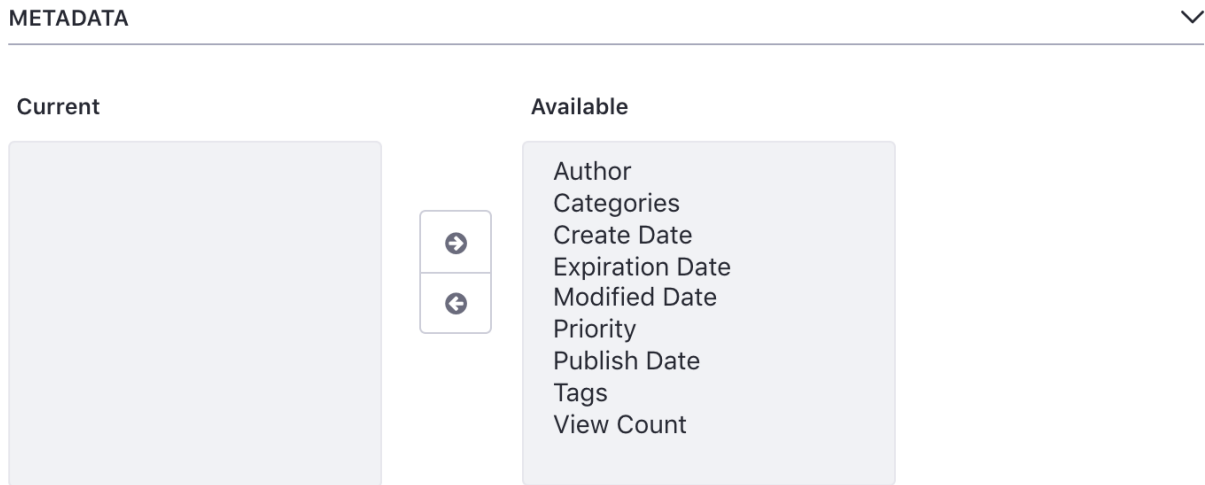 METADATA
Current
Available
Author
Categories
Create Date
Expiration Date
Modified Date
Priority
Publish Date
Tags
View Count